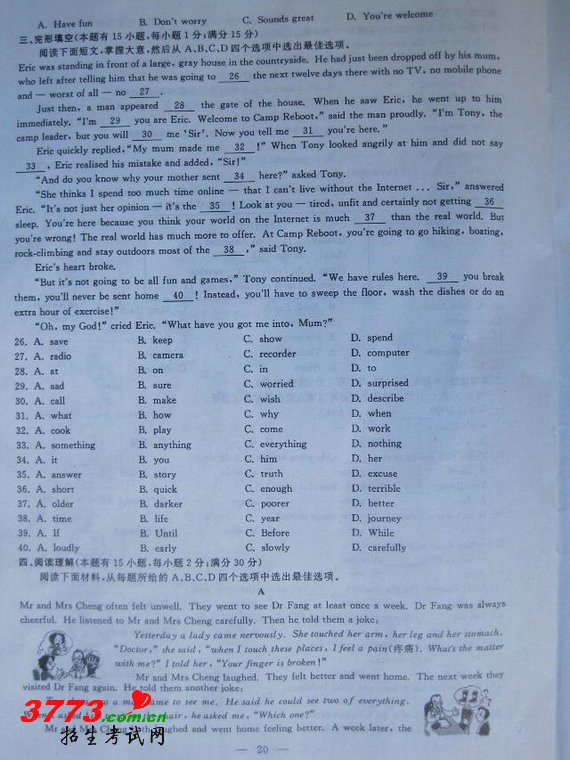 A. Have fun B. Don't worry C. Sounds great D. You're welcome
三、完形填空(本题有 15 小题,每小题 1 分;满分 15 分)
阅读下面短文,掌握大意,然后从 A、B、C、D 四个选项中选出最佳选项。
Eric was standing in front of a large, gray house in the countryside. He had just been dropped off by his mum,
who left after telling him that he was going to 26 the next twelve days there with no TV, no mobile phone
and — worst of all — no 27 .
Just then, a man appeared 28 the gate of the house. When he saw Eric, he went up to him
immediately. "I'm 29 you are Eric. Welcome to Camp Reboot," said the man proudly. "I'm Tony, the
camp leader, but you will 30 me 'Sir'. Now you tell me 31 you're here."
Eric quickly replied, "My mum made me 32 !" When Tony looked angrily at him and did not say
33 , Eric realised his mistake and added, "Sir!"
"And do you know why your mother sent 34 here?" asked Tony.
"She thinks I spend too much time online — that I can't live without the Internet ... Sir," answered
Eric. "It's not just her opinion — it's the 35 ! Look at you — tired, unfit and certainly not getting 36
sleep. You're here because you think your world on the Internet is much 37 than the real world. But
you're wrong! The real world has much more to offer. At Camp Reboot, you're going to go hiking, boating,
rock-climbing and stay outdoors most of the 38 ," said Tony.
Eric's heart broke.
"But it's not going to be all fun and games," Tony continued. "We have rules here. 39 you break
them, you'll never be sent home 40 ! Instead, you'll have to sweep the floor, wash the dishes or do an
extra hour of exercise!"
"Oh, my God!" cried Eric. "What have you got me into, Mum?"
26. A. save B. keep C. show D. spend
27. A. radio B. camera C. recorder D. computer
28. A. at B. on C. in D. to
29. A. sad B. sure C. worried D. surprised
30. A. call B. make C. wish D. describe
31. A. what B. how C. why D. when
32. A. cook B. play C. come D. work
33. A. something B. anything C. everything D. nothing
34. A. it B. you C. him D. her
35. A. answer B. story C. truth D. excuse
36. A. short B. quick C. enough D. terrible
37. A. older B. darker C. poorer D. better
38. A. time B. life C. year D. journey
39. A. If B. Until C. Before D. While
40. A. loudly B. early C. slowly D. carefully
四、阅读理解(本题有 15 小题,每小题 2 分;满分 30 分)
阅读下面材料,从每题所给的 A、B、C、D 四个选项中选出最佳选项。
A
Mr and Mrs Cheng often felt unwell. They went to see Dr Fang at least once a week. Dr Fang was always
cheerful. He listened to Mr and Mrs Cheng carefully. Then he told them a joke:
Yesterday a lady came nervously. She touched her arm, her leg and her stomach.
"Doctor," she said, "when I touch these places, I feel a pain(疼痛). What's the matter
with me?" I told her, "Your finger is broken!"
Mr and Mrs Cheng laughed. They felt better and went home. The next week they
visited Dr Fang again. He told them another joke:
a man came to see me. He said he could see two of everything.
chair, he asked me, "Which one?"
Mr and Mrs Cheng laughed and went home feeling better. A week later, the
3773.com.cn
招生考试网
— 20 —